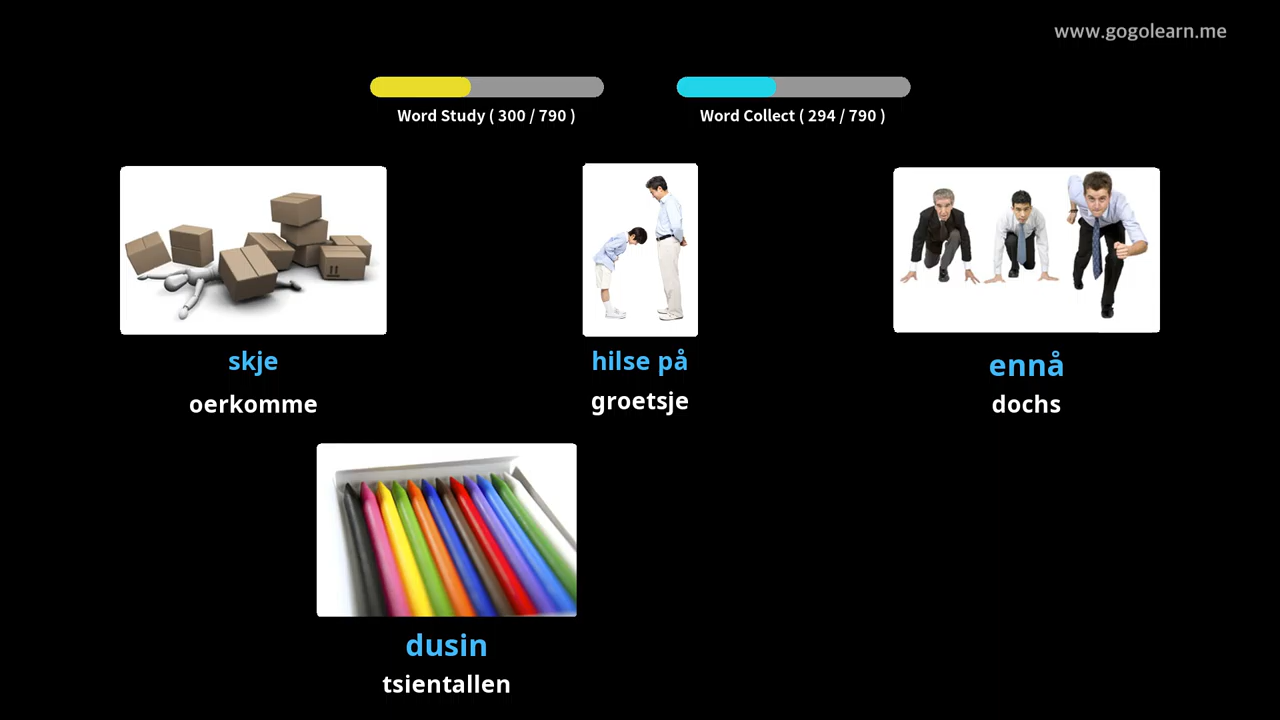 www.gogolearn.me
Word Study ( 300 / 790 )
Word Collect ( 294 / 790 )
skje
oerkomme
hilse på
groetsje
ennå
dochs
dusin
tsientallen